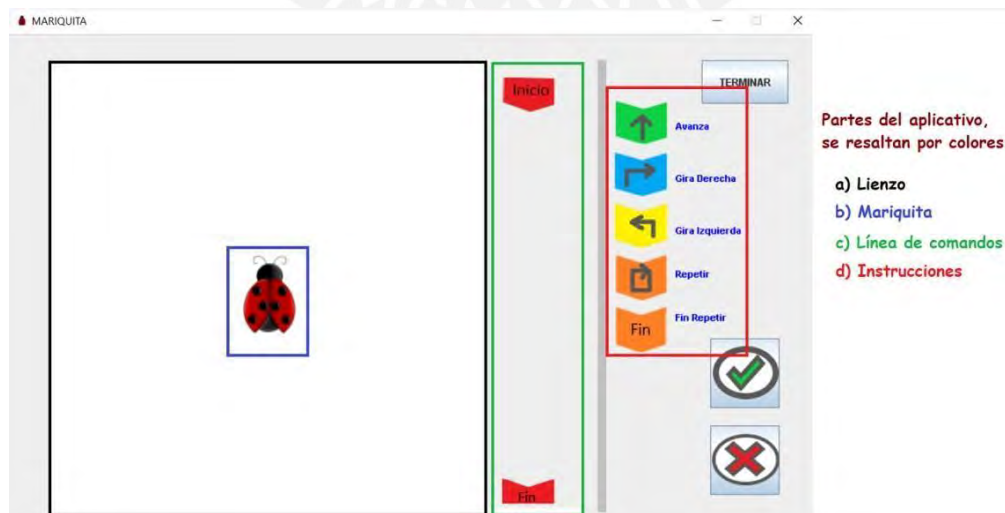 MARIQUITA
Inicio
TERMINAR
Avanza
Gira Derecha
Gira Izquierda
Repetir
Fin Repetir
Fin
Fin
Partes del aplicativo,
se resaltan por colores
a) Lienzo
b) Mariquita
c) Línea de comandos
d) Instrucciones